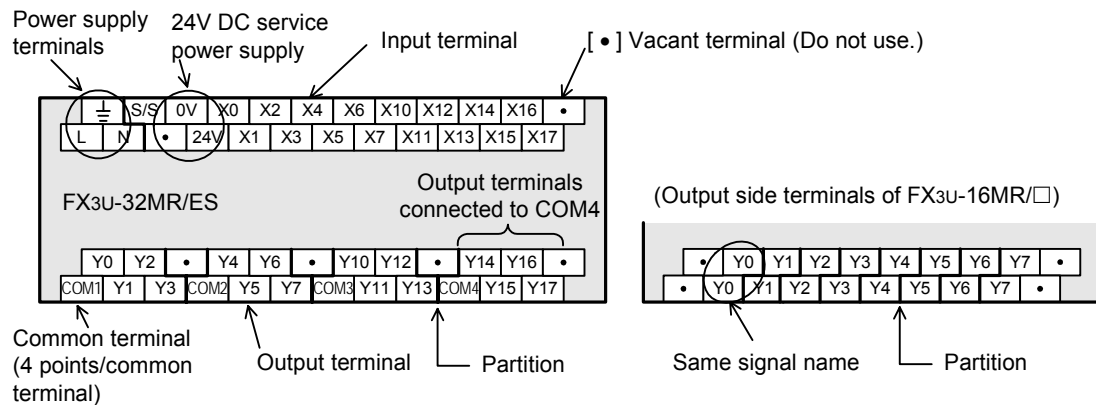 Power supply
terminals
24V DC service
power supply
Input terminal
[ • ] Vacant terminal (Do not use.)
S/S 0V X0 X2 X4 X6 X10 X12 X14 X16 •
L N • 24V X1 X3 X5 X7 X11 X13 X15 X17
FX3U-32MR/ES
Output terminals
connected to COM4
Y0 Y2 • Y4 Y6 • Y10 Y12 • Y14 Y16 •
COM1 Y1 Y3 COM2 Y5 Y7 COM3 Y11 Y13 COM4 Y15 Y17
Common terminal
(4 points/common
terminal)
Output terminal
Partition
(Output side terminals of FX3U-16MR/□)
• Y0 Y1 Y2 Y3 Y4 Y5 Y6 Y7 •
• Y0 Y1 Y2 Y3 Y4 Y5 Y6 Y7 •
Same signal name
Partition